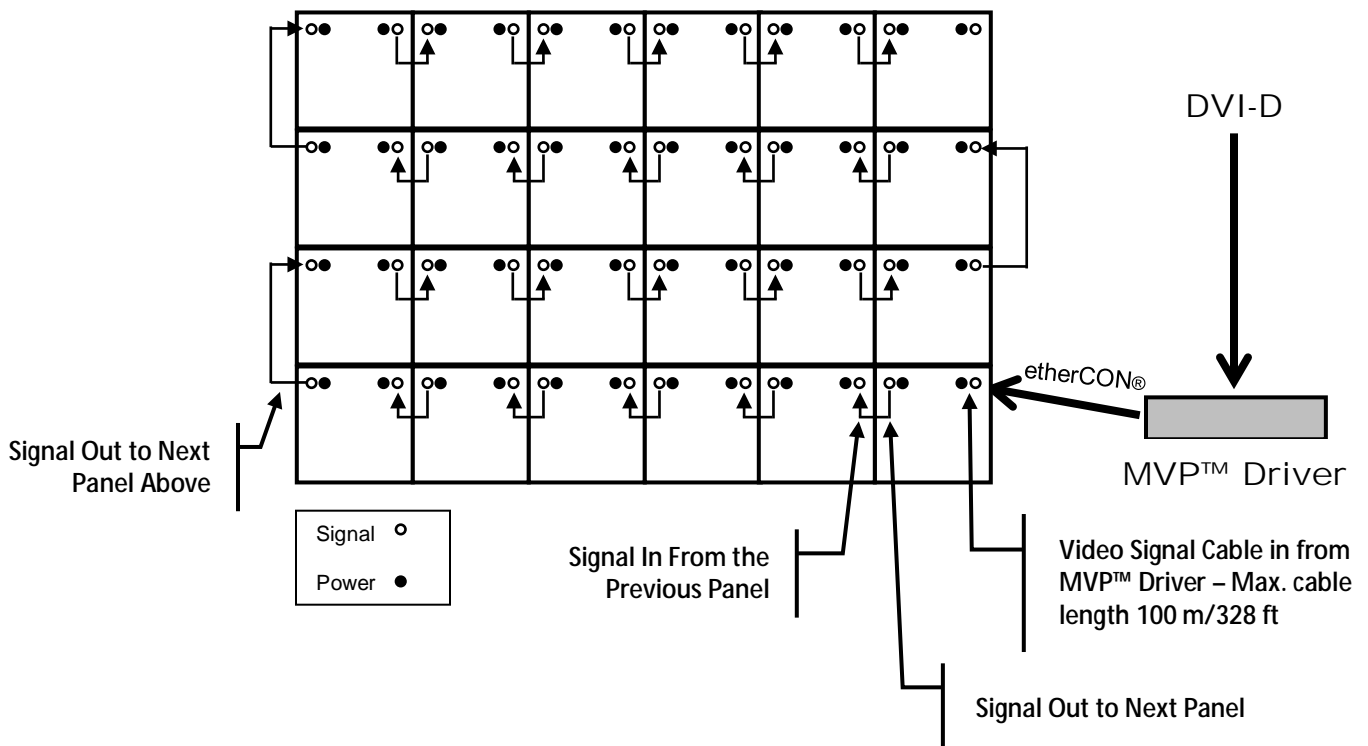 DVI-D
etherCON®
MVP™ Driver
Signal Out to Next
Panel Above
Signal
Power
Signal In From the
Previous Panel
Video Signal Cable in from
MVP™ Driver – Max. cable
length 100 m/328 ft
Signal Out to Next Panel